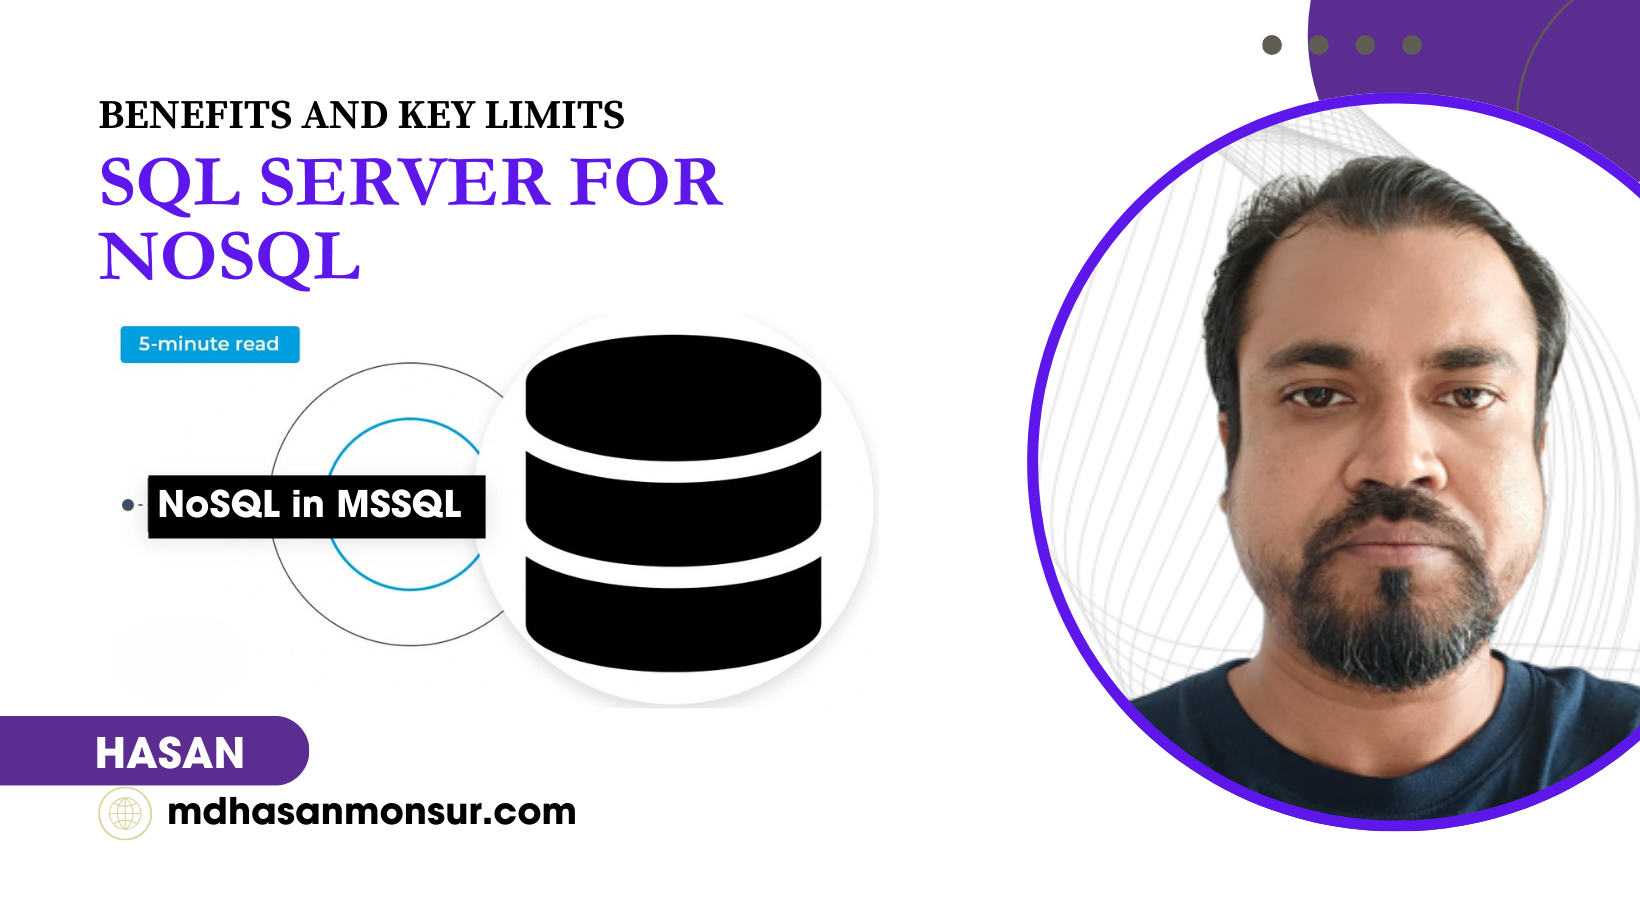 BENEFITS AND KEY LIMITS
SQL SERVER FOR
NOSQL
5-minute read
NoSQL in MSSQL
HASAN
mdhasanmonsur.com